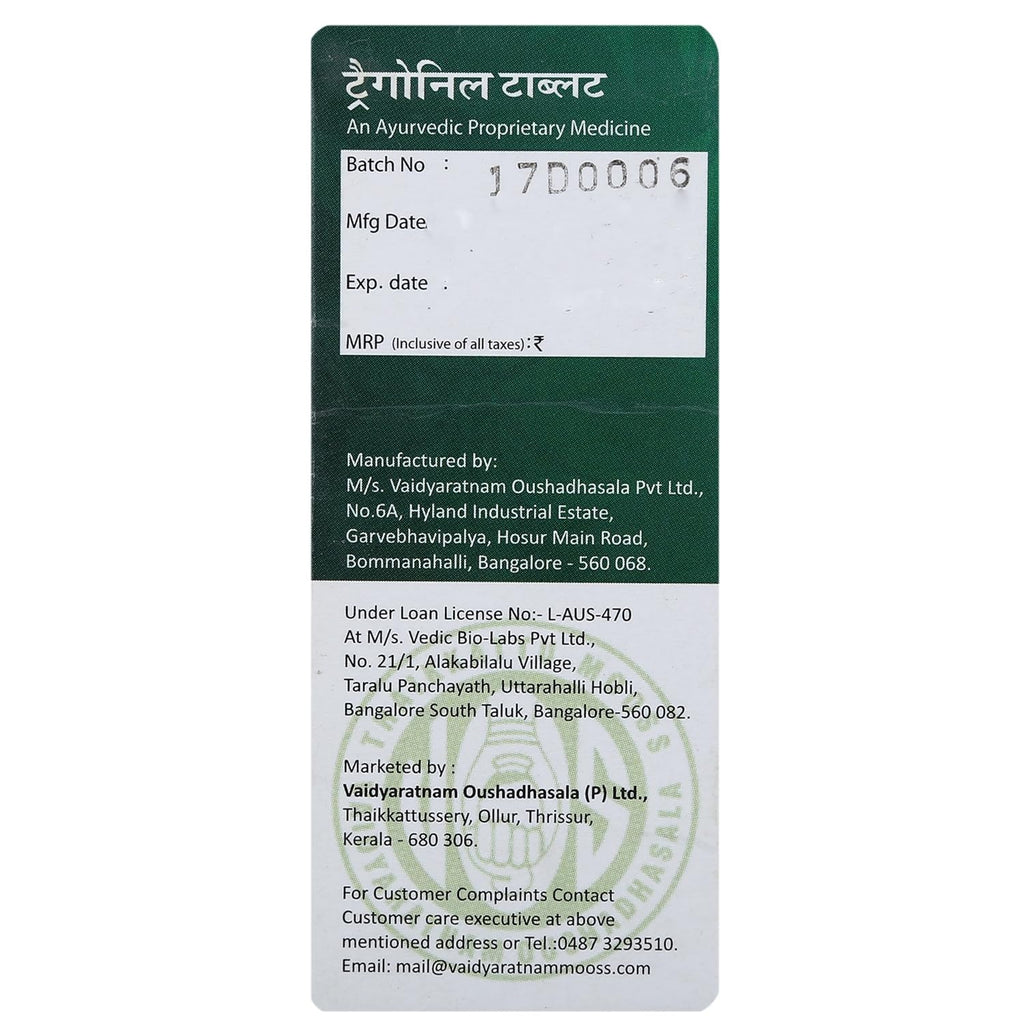 ट्रैगोनिल टाब्लट
An Ayurvedic Proprietary Medicine
Batch No : 17D0006
Mfg Date
Exp. date .
MRP (Inclusive of all taxes):₹
Manufactured by:
M/s. Vaidyaratnam Oushadhasala Pvt Ltd.,
No.6A, Hyland Industrial Estate,
Garvebhavipalya, Hosur Main Road,
Bommanahalli, Bangalore - 560 068.
Under Loan License No:- L-AUS-470
At M/s. Vedic Bio-Labs Pvt Ltd.,
No. 21/1, Alakabilalu Village,
Taralu Panchayath, Uttarahalli Hobli,
Bangalore South Taluk, Bangalore-560 082.
Marketed by :
Vaidyaratnam Oushadhasala (P) Ltd.,
Thaikkattussery, Ollur, Thrissur,
Kerala - 680 306.
For Customer Complaints Contact
Customer care executive at above
mentioned address or Tel.:0487 3293510.
Email: mail@vaidyaratnammooss.com